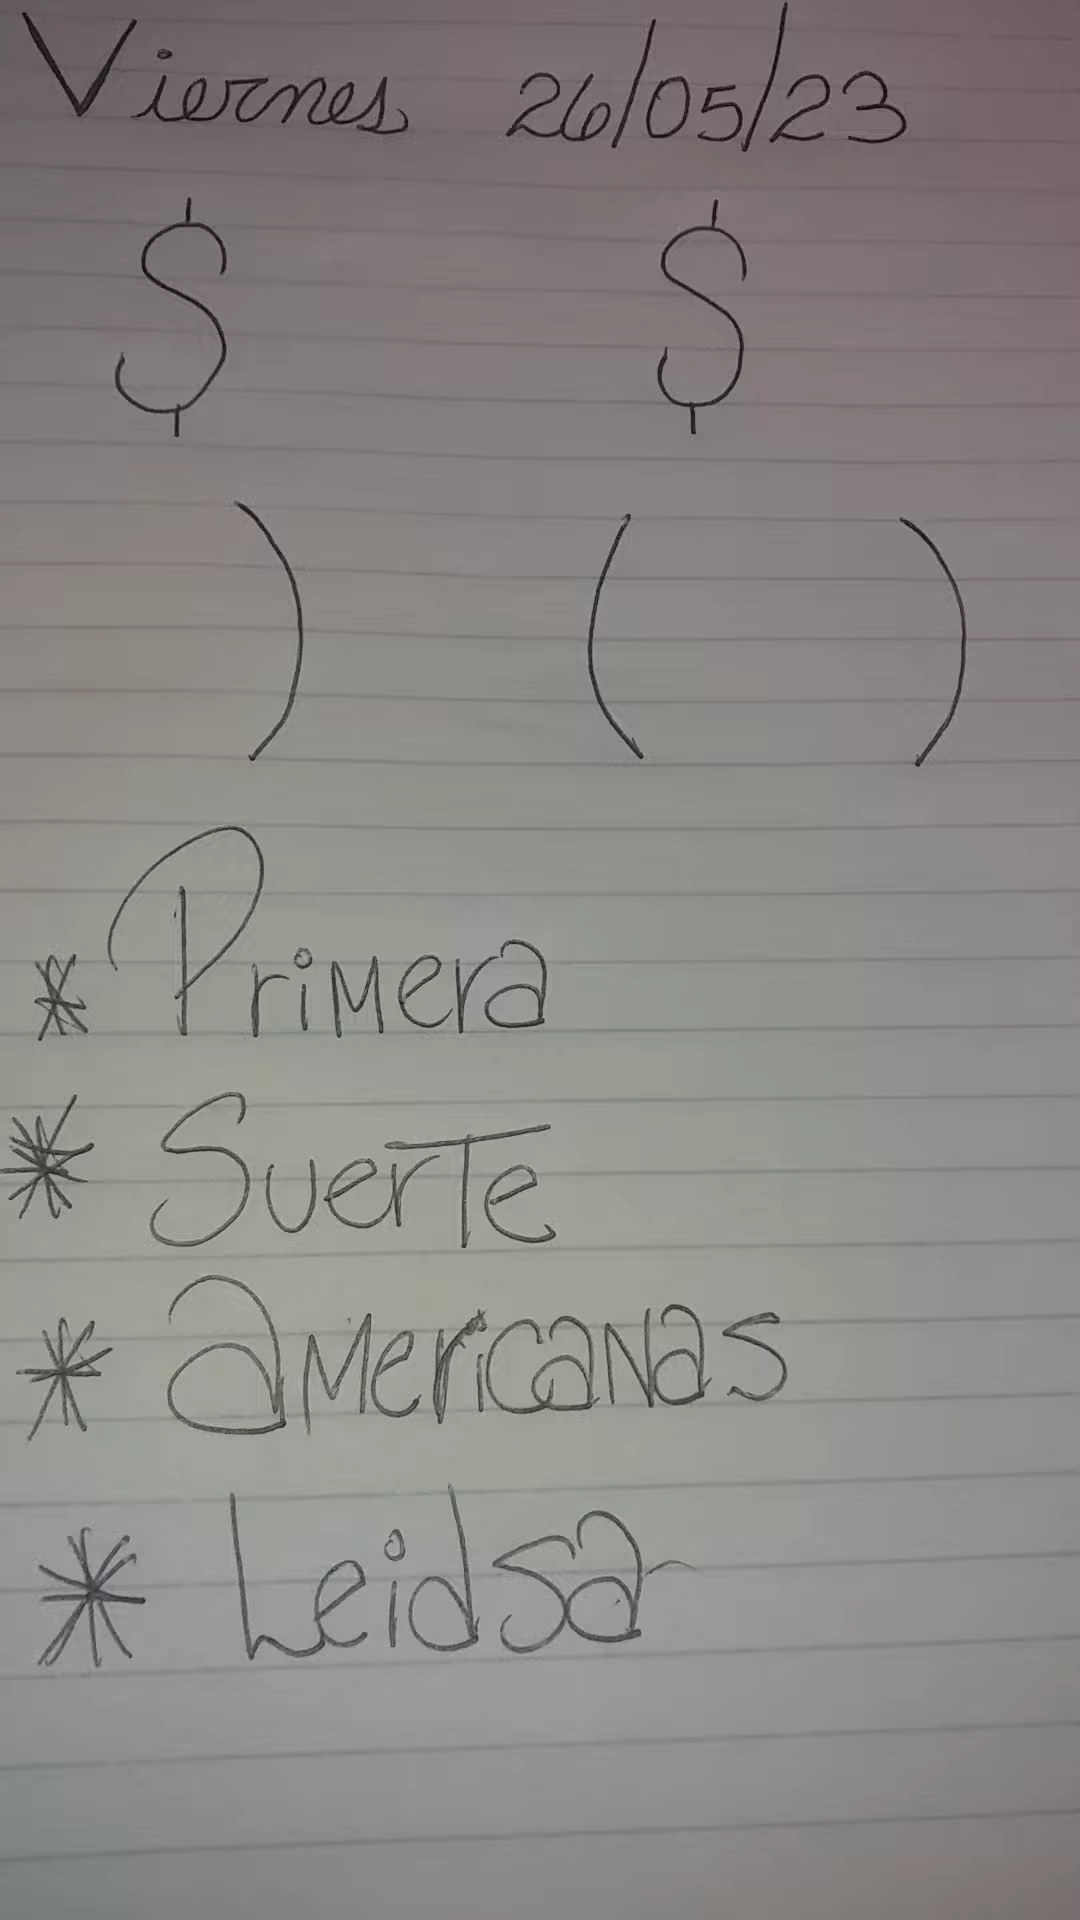 Viernes 26/05/23
$ $
) ( )
* Primera
* Suerte
* Americanas
* Leidsa